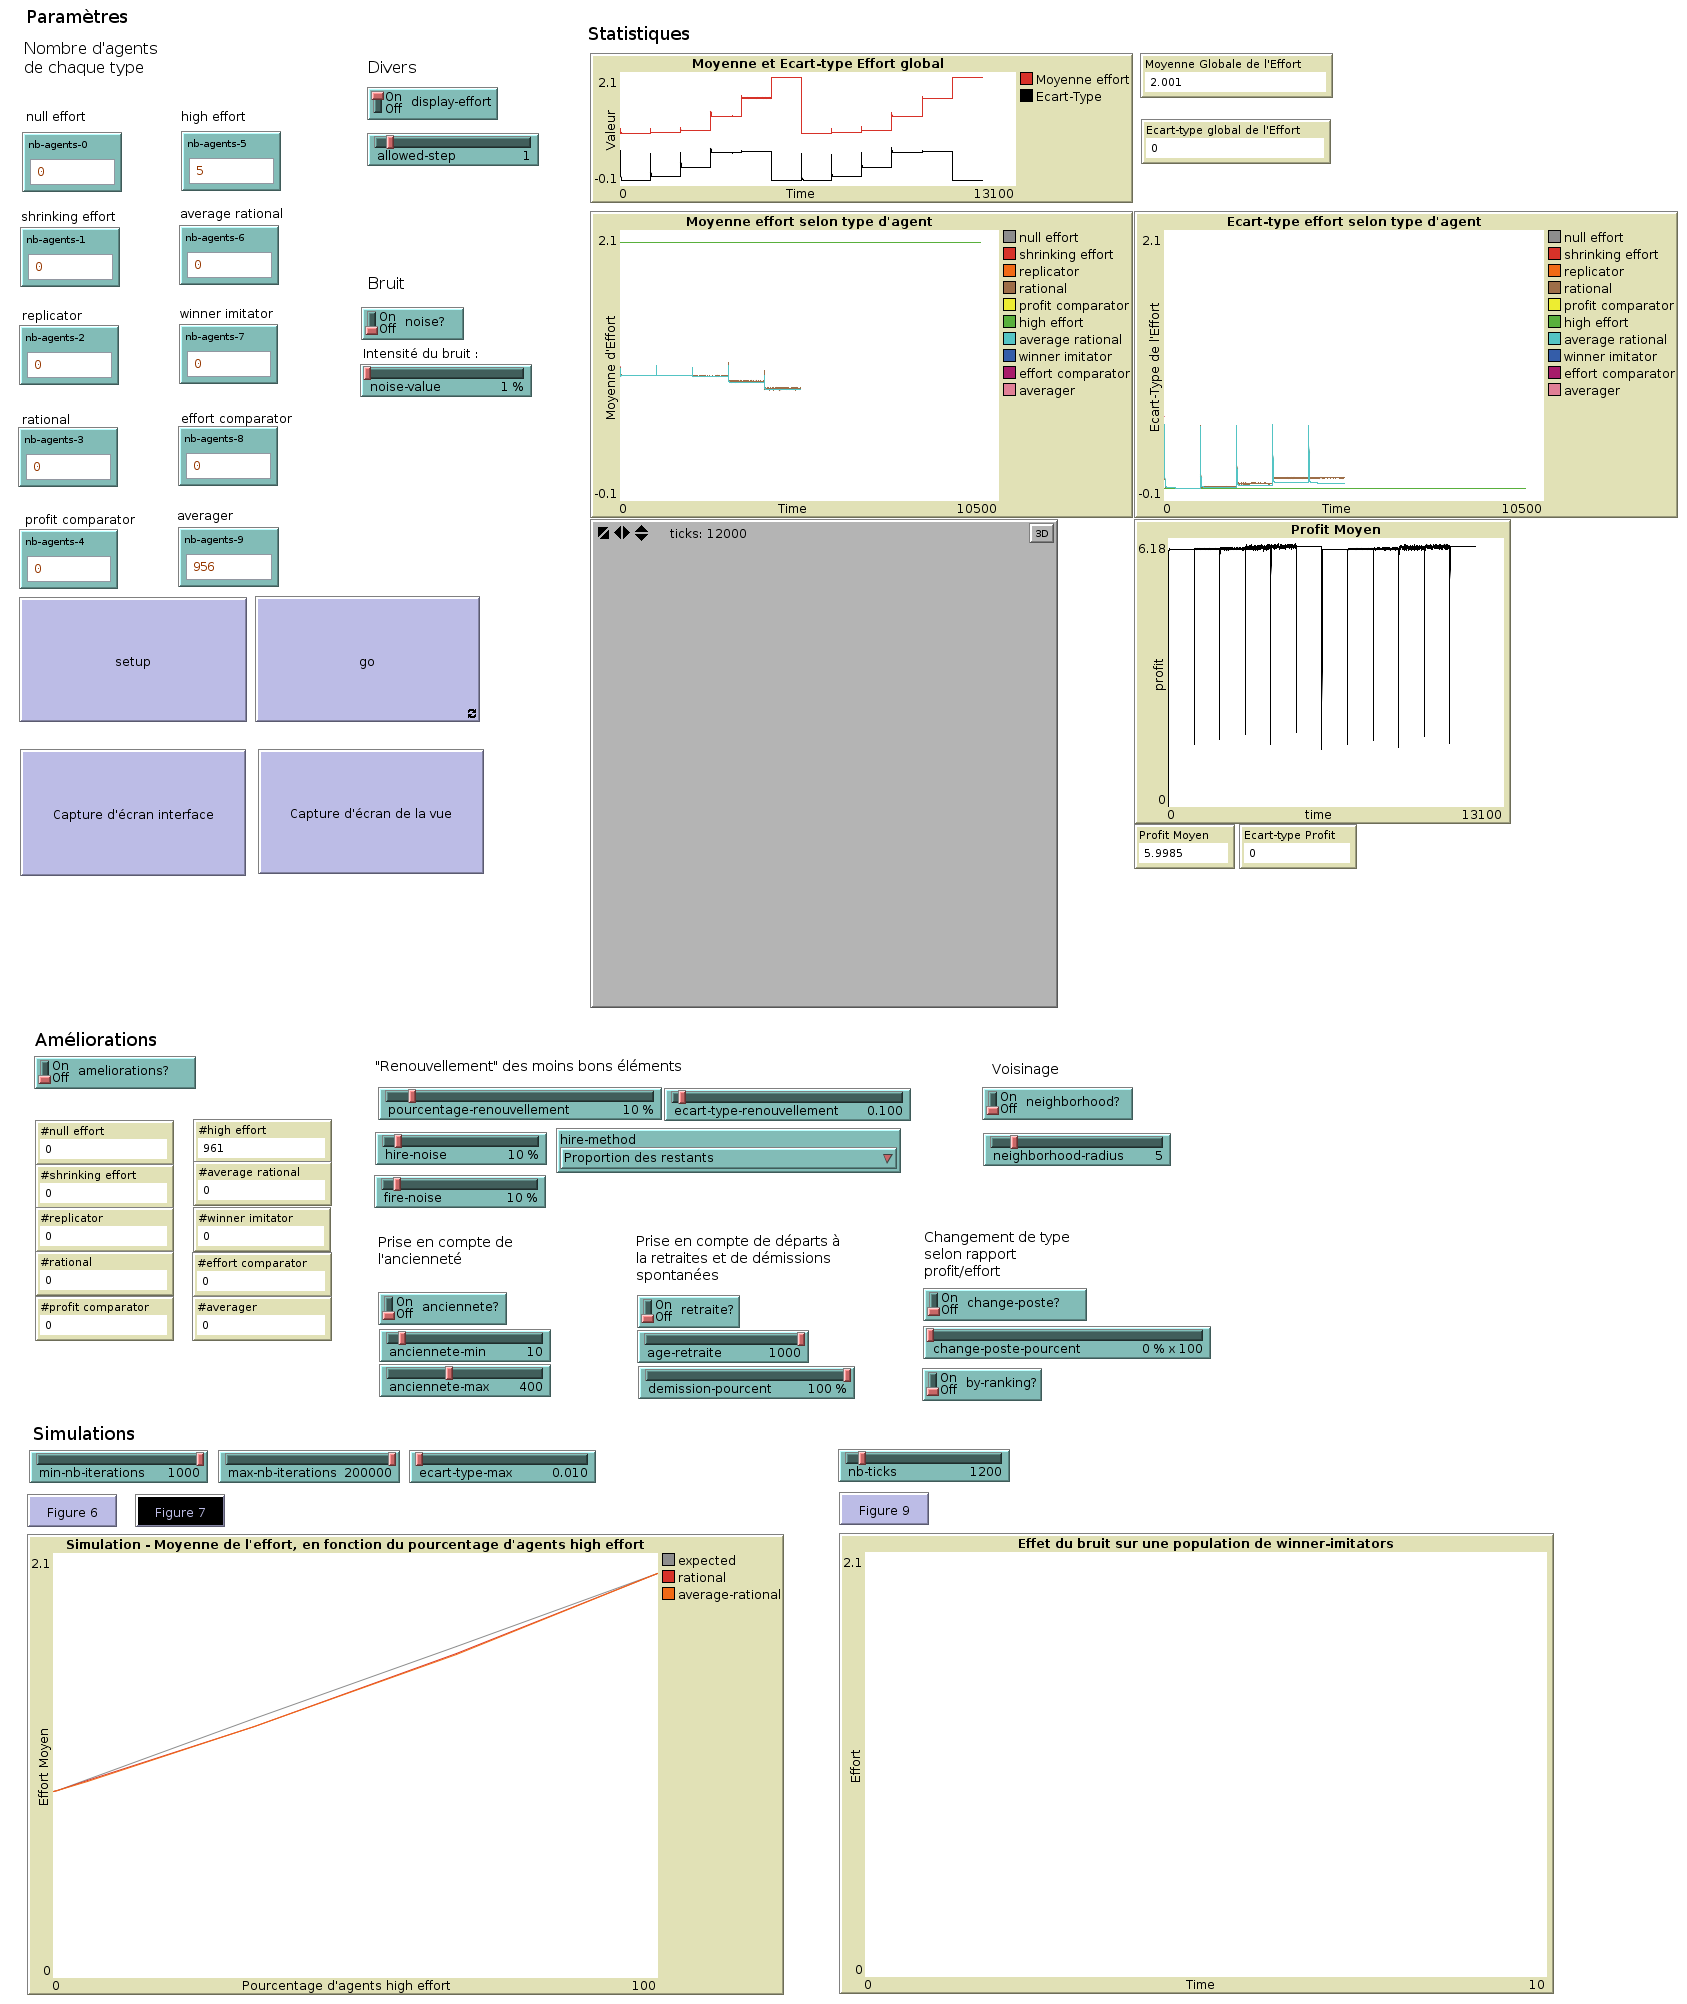 Paramètres
Nombre d'agents
de chaque type
null effort
nb-agents-0
0
high effort
nb-agents-5
5
shrinking effort
nb-agents-1
0
average rational
nb-agents-6
0
replicator
nb-agents-2
0
winner imitator
nb-agents-7
0
rational
nb-agents-3
0
effort comparator
nb-agents-8
0
profit comparator
nb-agents-4
0
averager
nb-agents-9
956
setup
go
Capture d'écran interface
Capture d'écran de la vue
Divers
On
Off
display-effort
allowed-step 1
Bruit
On
Off
noise?
Intensité du bruit :
noise-value 1 %
Statistiques
Moyenne et Ecart-type Effort global
2.1
Valeur
-0.1
0
Time
13100
Moyenne effort
Ecart-Type
Moyenne Globale de l'Effort
2.001
Ecart-type global de l'Effort
0
Moyenne effort selon type d'agent
2.1
Moyenne d'Effort
-0.1
0
Time
10500
null effort
shrinking effort
replicator
rational
profit comparator
high effort
average rational
winner imitator
effort comparator
averager
Ecart-type effort selon type d'agent
2.1
Ecart-Type de l'Effort
-0.1
0
Time
10500
null effort
shrinking effort
replicator
rational
profit comparator
high effort
average rational
winner imitator
effort comparator
averager
ticks: 12000
3D
Profit Moyen
6.18
profit
0
0
time
13100
Profit Moyen
5.9985
Ecart-type Profit
0
Améliorations
On
Off
ameliorations?
#null effort
0
#high effort
961
#shrinking effort
0
#average rational
0
#replicator
0
#winner imitator
0
#rational
0
#effort comparator
0
#profit comparator
0
#averager
0
"Renouvellement" des moins bons éléments
pourcentage-renouvellement 10 %
ecart-type-renouvellement 0.100
hire-noise 10 %
hire-method
Proportion des restants
fire-noise 10 %
Voisinage
On
Off
neighborhood?
neighborhood-radius 5
Prise en compte de
l'ancienneté
On
Off
anciennete?
anciennete-min 10
anciennete-max 400
Prise en compte de départs à
la retraites et de démissions
spontanées
On
Off
retraite?
age-retraite 1000
demission-pourcent 100 %
Changement de type
selon rapport
profit/effort
On
Off
change-poste?
change-poste-pourcent 0 % x 100
On
Off
by-ranking?
Simulations
min-nb-iterations 1000
max-nb-iterations 200000
ecart-type-max 0.010
nb-ticks 1200
Figure 6
Figure 7
Figure 9
Simulation - Moyenne de l'effort, en fonction du pourcentage d'agents high effort
2.1
Effort Moyen
0
0
Pourcentage d'agents high effort
100
expected
rational
average-rational
Effet du bruit sur une population de winner-imitators
2.1
Effort
0
0
Time
10